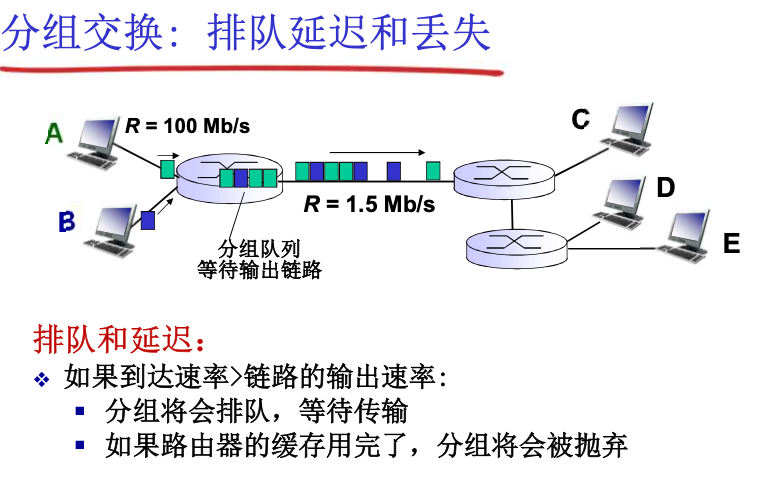 分组交换: 排队延迟和丢失
A
R = 100 Mb/s
C
B
R = 1.5 Mb/s
D
分组队列
等待输出链路
E
排队和延迟:
如果到达速率>链路的输出速率:
分组将会排队，等待传输
如果路由器的缓存用完了，分组将会被抛弃